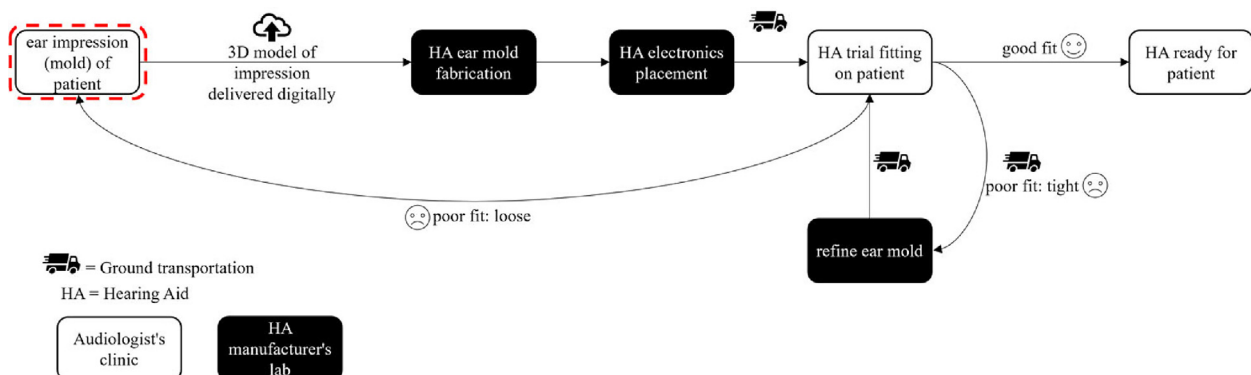 ear impression
(mold) of
patient
3D model of
impression
delivered digitally
HA ear mold
fabrication
HA electronics
placement
HA trial fitting
on patient
good fit
HA ready for
patient
poor fit: tight
poor fit: loose
refine ear mold
= Ground transportation
HA = Hearing Aid
Audiologist's
clinic
HA
manufacturer's
lab